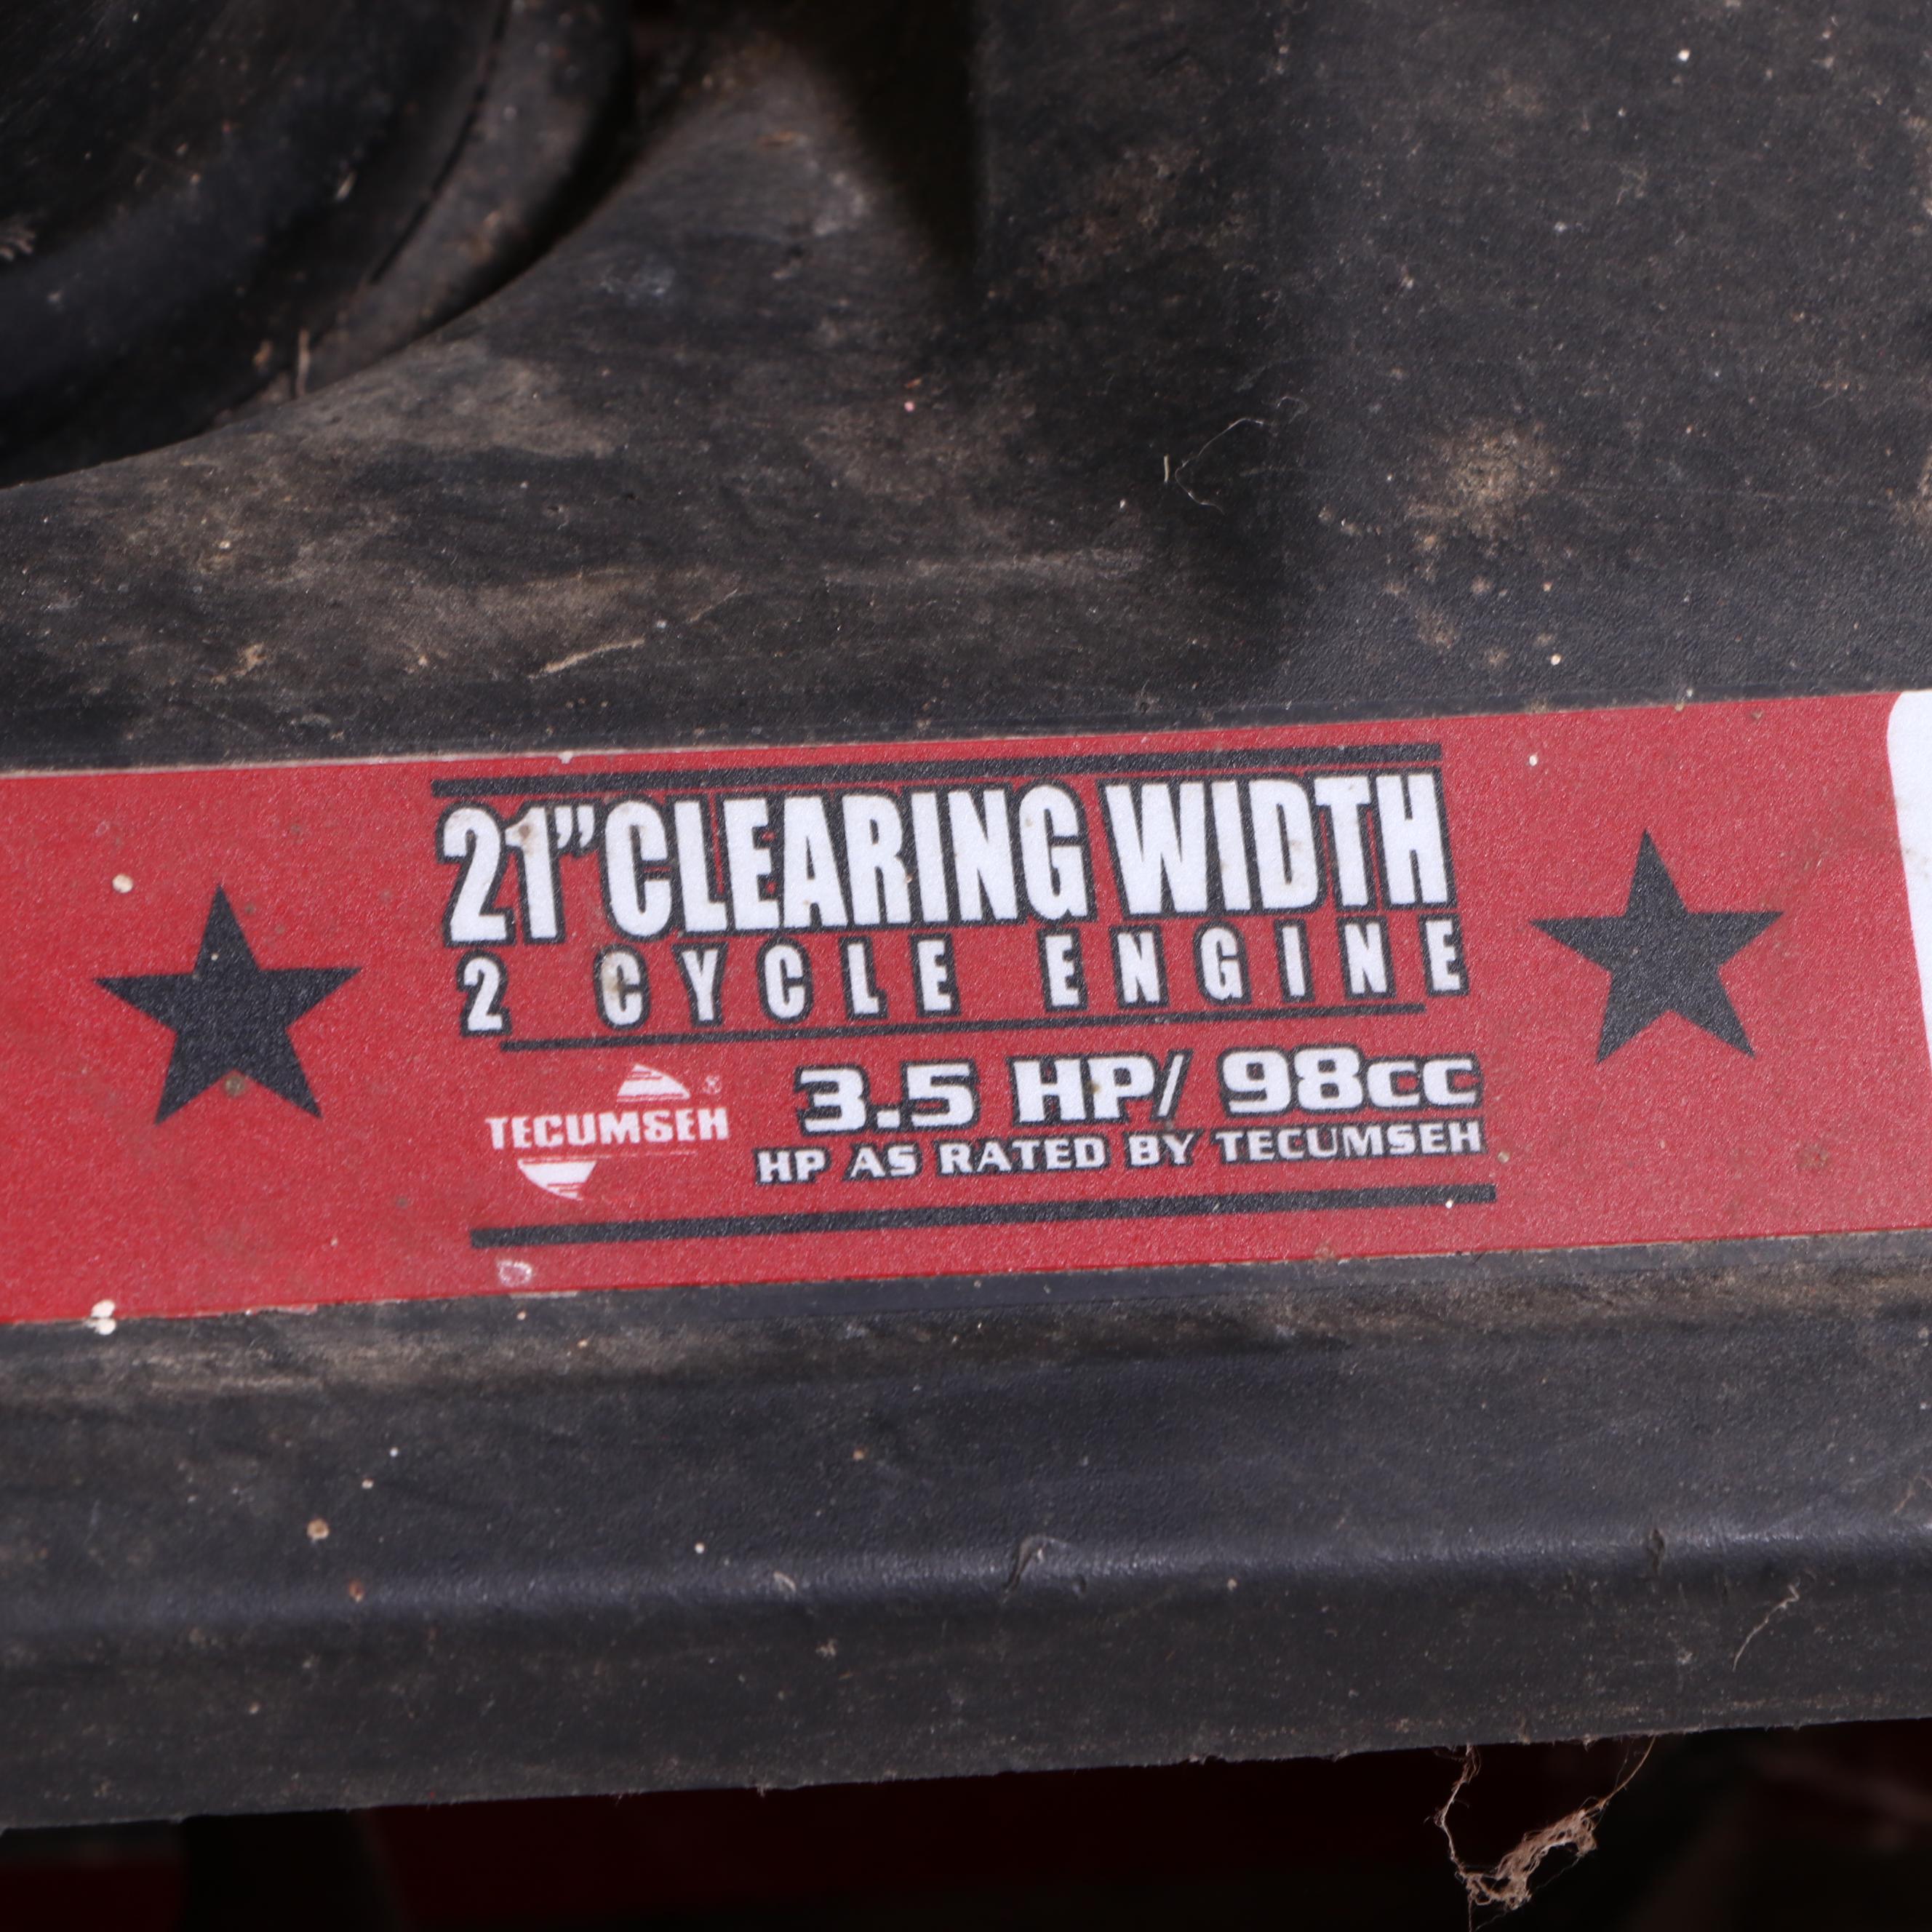 21"CLEARING WIDTH
2 CYCLE ENGINE
TECUMSEH®
3.5 HP/ 98cc
HP AS RATED BY TECUMSEH